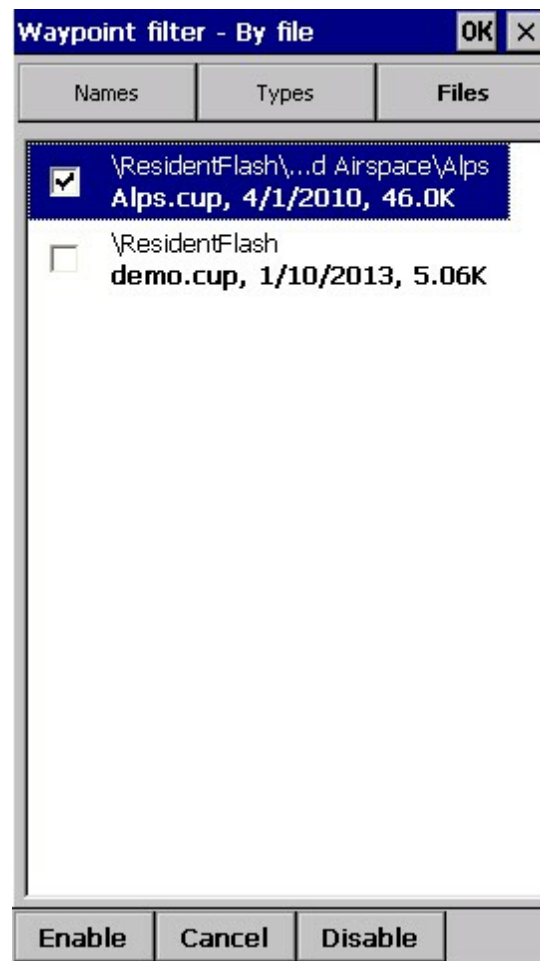 Waypoint filter - By file OK ×
Names Types Files
\ResidentFlash\...d Airspace\Alps
Alps.cup, 4/1/2010, 46.0K
\ResidentFlash
demo.cup, 1/10/2013, 5.06K
Enable Cancel Disable